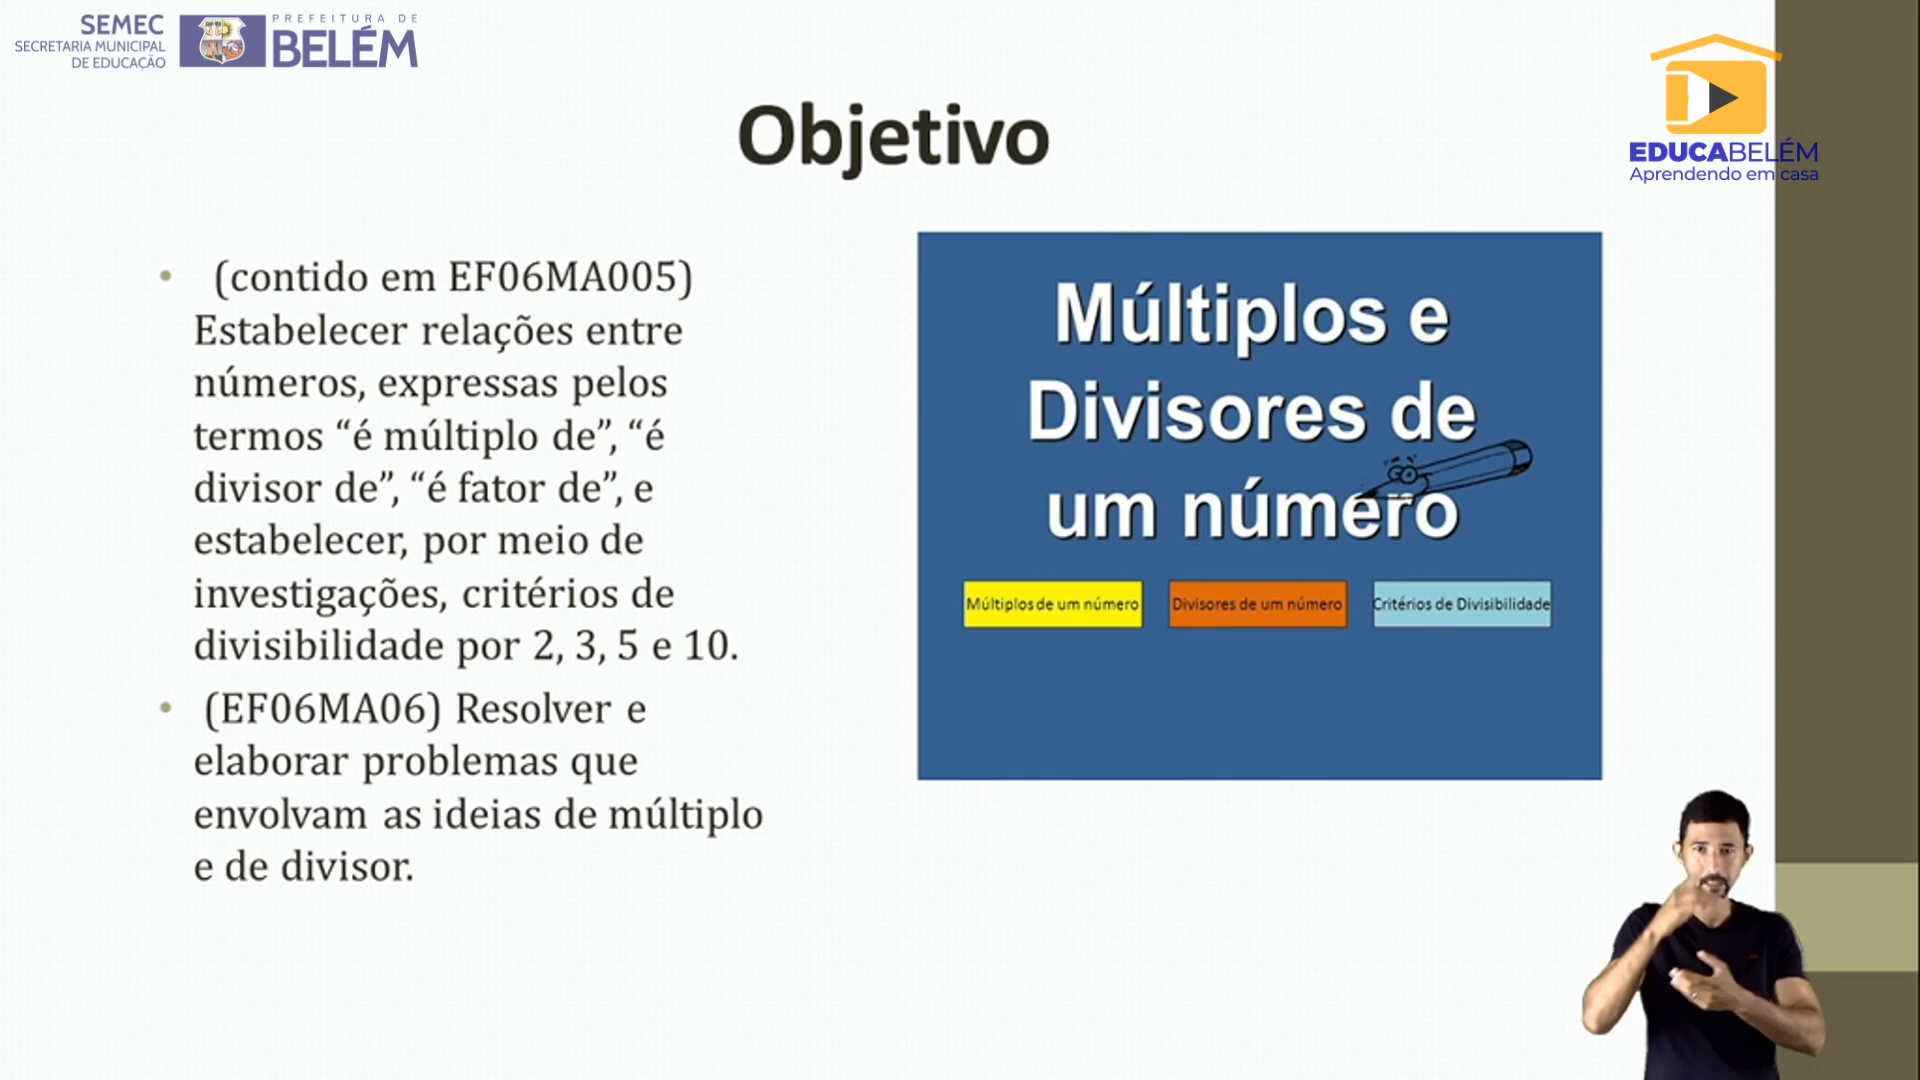 SEMEC
SECRETARIA MUNICIPAL
DE EDUCAÇÃO
PREFEITURA DE
BELÉM
EDUCABELÉM
Aprendendo em casa
Objetivo
• (contido em EF06MA005)
Estabelecer relações entre
números, expressas pelos
termos “é múltiplo de”, “é
divisor de”, “é fator de”, e
estabelecer, por meio de
investigações, critérios de
divisibilidade por 2, 3, 5 e 10.
• (EF06MA06) Resolver e
elaborar problemas que
envolvam as ideias de múltiplo
e de divisor.
Múltiplos e
Divisores de
um número
Múltiplos de um número
Divisores de um número
Critérios de Divisibilidade